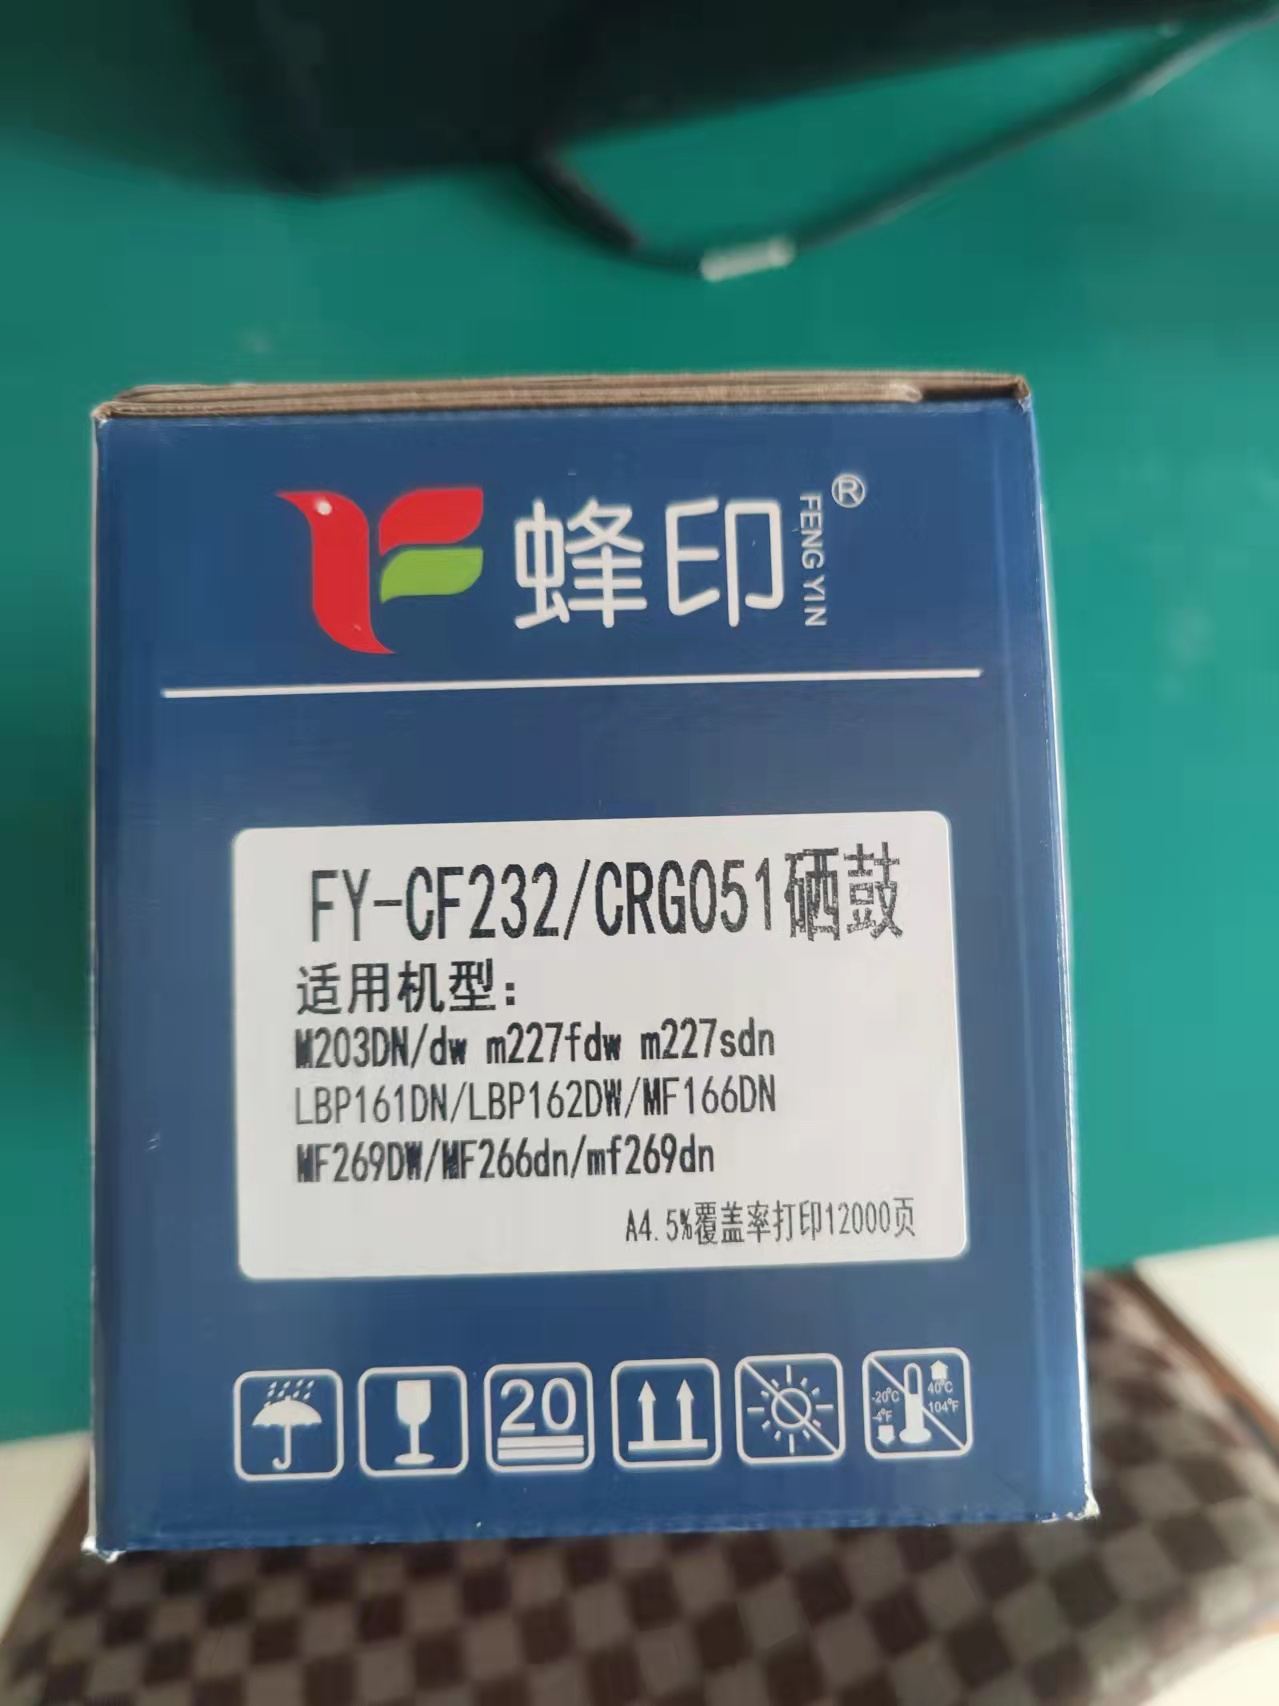 蜂印 FENG YIN ®
FY-CF232/CRG051硒鼓
适用机型：
M203DN/dw m227fdw m227sdn
LBP161DN/LBP162DW/MF166DN
MF269DW/MF266dn/mf269dn
A4.5%覆盖率打印12000页
20
-20°C
-4°F
40°C
104°F